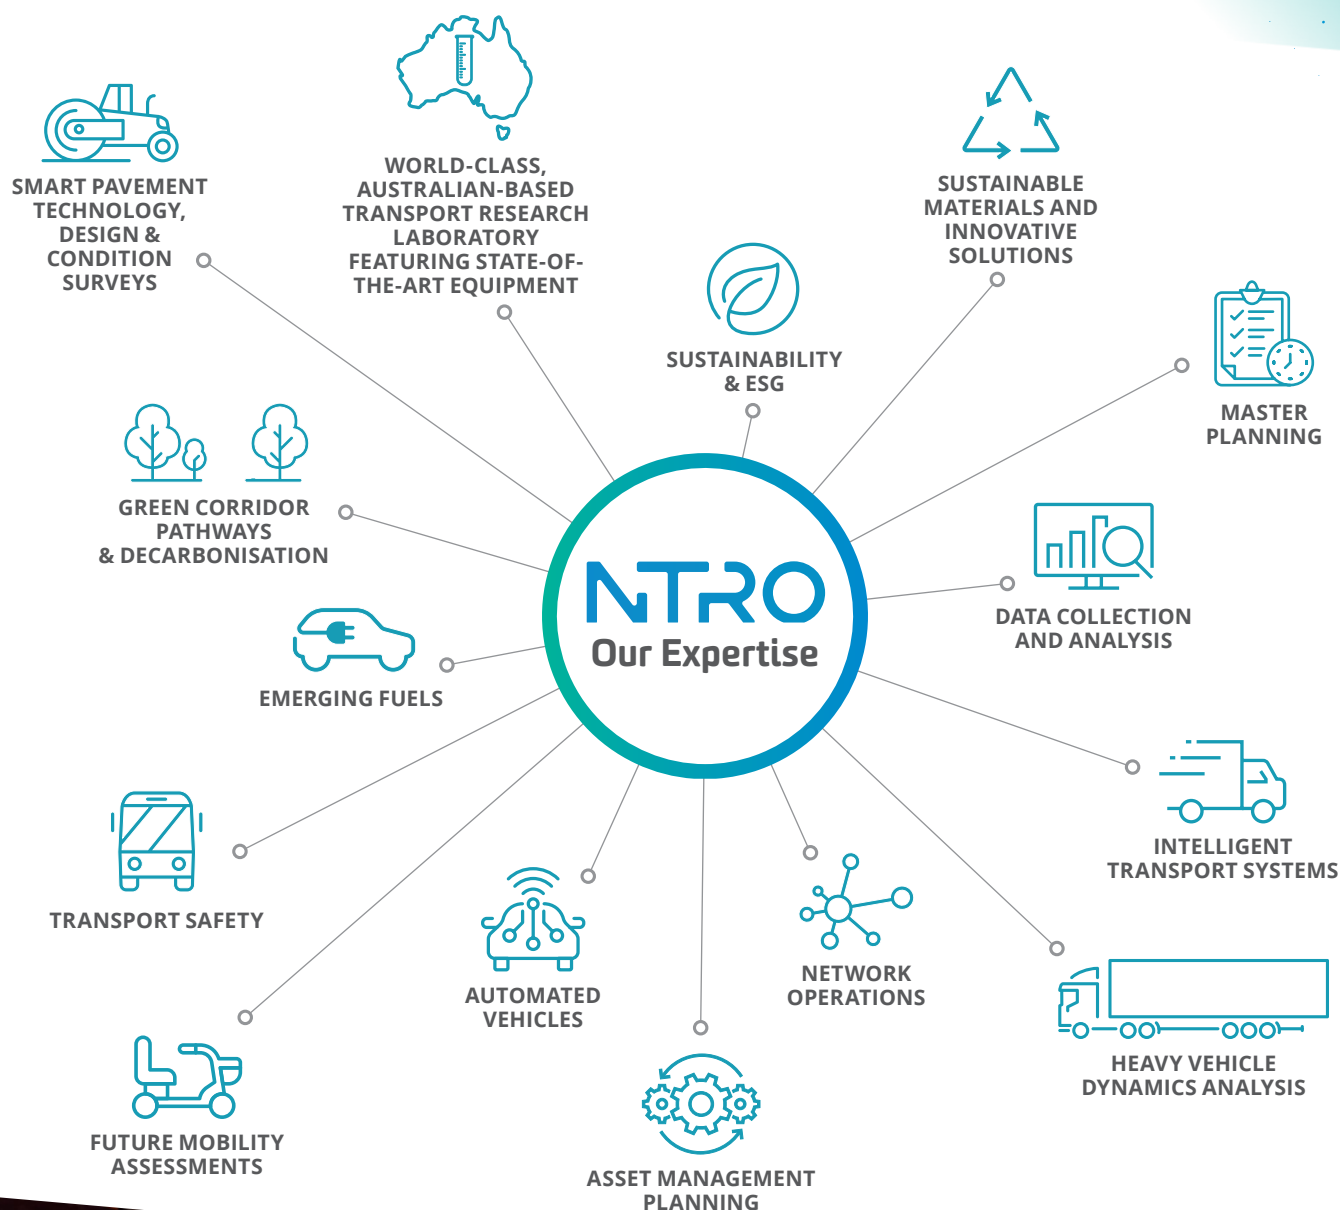 WORLD-CLASS,
AUSTRALIAN-BASED
TRANSPORT RESEARCH
LABORATORY
FEATURING STATE-OF-
THE-ART EQUIPMENT
SMART PAVEMENT
TECHNOLOGY,
DESIGN &
CONDITION
SURVEYS
SUSTAINABLE
MATERIALS AND
INNOVATIVE
SOLUTIONS
SUSTAINABILITY
& ESG
MASTER
PLANNING
GREEN CORRIDOR
PATHWAYS
& DECARBONISATION
NTRO
Our Expertise
DATA COLLECTION
AND ANALYSIS
EMERGING FUELS
INTELLIGENT
TRANSPORT SYSTEMS
TRANSPORT SAFETY
AUTOMATED
VEHICLES
NETWORK
OPERATIONS
HEAVY VEHICLE
DYNAMICS ANALYSIS
FUTURE MOBILITY
ASSESSMENTS
ASSET MANAGEMENT
PLANNING